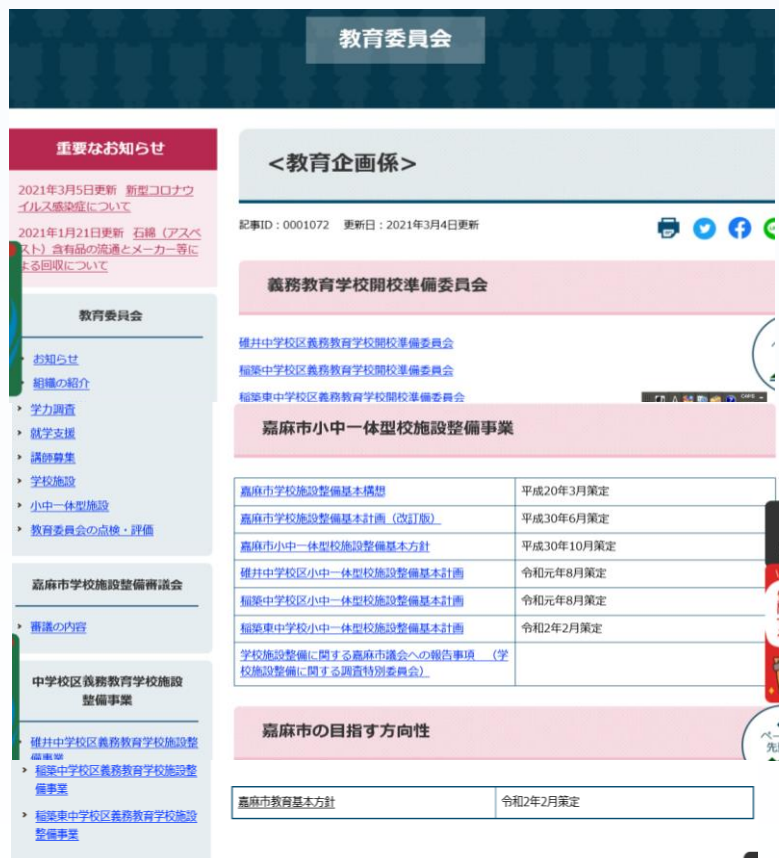 教育委員会
重要なお知らせ
2021年3月5日更新 新型コロナウ
イルス感染症について
2021年1月21日更新 石綿（アスベ
スト）含有品の流通とメーカー等に
よる回収について
教育委員会
お知らせ
組織の紹介
学力調査
就学支援
講師募集
学校施設
小中一体型施設
教育委員会の点検・評価
嘉麻市学校施設整備審議会
審議の内容
中学校区義務教育学校施設
整備事業
碓井中学校区義務教育学校施設整
備事業
稲築中学校区義務教育学校施設整
備事業
稲築東中学校区義務教育学校施設
整備事業
<教育企画係>
記事ID：0001072 更新日：2021年3月4日更新
義務教育学校開校準備委員会
碓井中学校区義務教育学校開校準備委員会
稲築中学校区義務教育学校開校準備委員会
稲築東中学校区義務教育学校開校準備委員会
嘉麻市小中一体型校施設整備事業
嘉麻市学校施設整備基本構想 平成20年3月策定
嘉麻市学校施設整備基本計画（改訂版） 平成30年6月策定
嘉麻市小中一体型校施設整備基本方針 平成30年10月策定
碓井中学校区小中一体型校施設整備基本計画 令和元年8月策定
稲築中学校区小中一体型校施設整備基本計画 令和元年8月策定
稲築東中学校小中一体型校施設整備基本計画 令和2年2月策定
学校施設整備に関する嘉麻市議会への報告事項 （学
校施設整備に関する調査特別委員会）
嘉麻市の目指す方向性
嘉麻市教育基本方針 令和2年2月策定